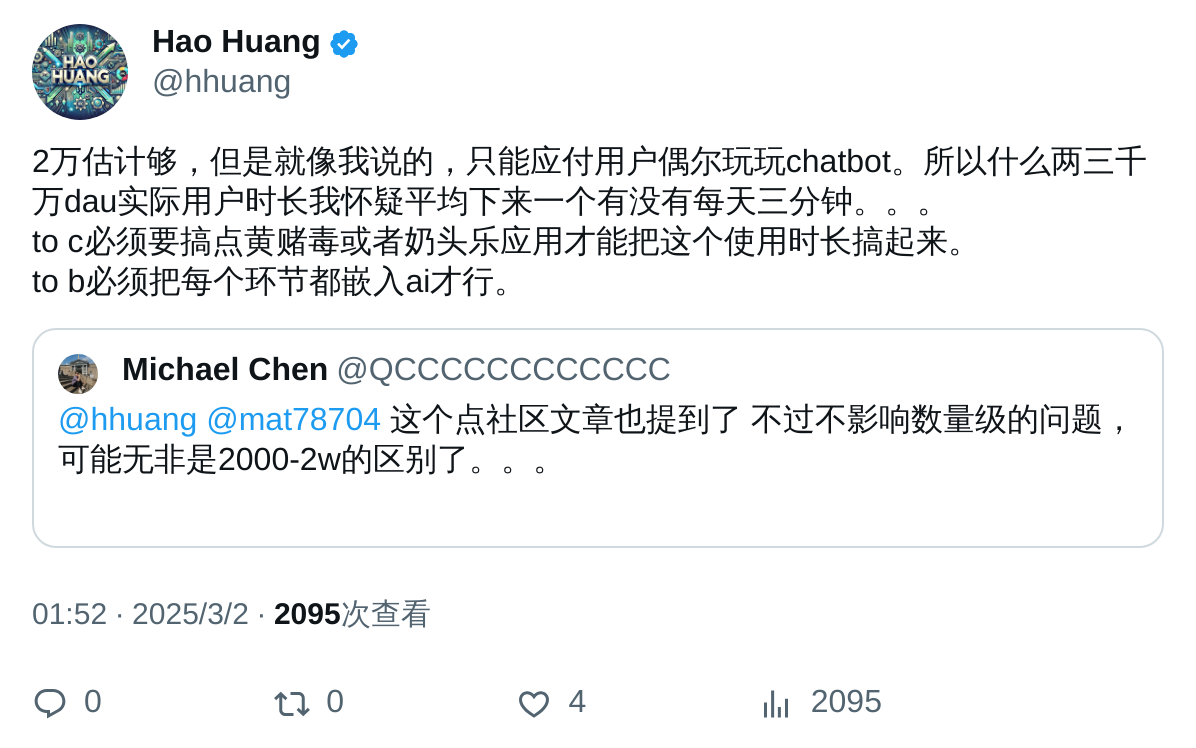 HAO
HUANG
Hao Huang
@hhuang
2万估计够，但是就像我说的，只能应付用户偶尔玩玩chatbot。所以什么两三千
万dau实际用户时长我怀疑平均下来一个有没有每天三分钟。。。
to c必须要搞点黄赌毒或者奶头乐应用才能把这个使用时长搞起来。
to b必须把每个环节都嵌入ai才行。
Michael Chen @QCCCCCCCCCCCCC
@hhuang @mat78704 这个点社区文章也提到了 不过不影响数量级的问题，
可能无非是2000-2w的区别了。。。
01:52 · 2025/3/2 · 2095次查看
0 0 4 2095